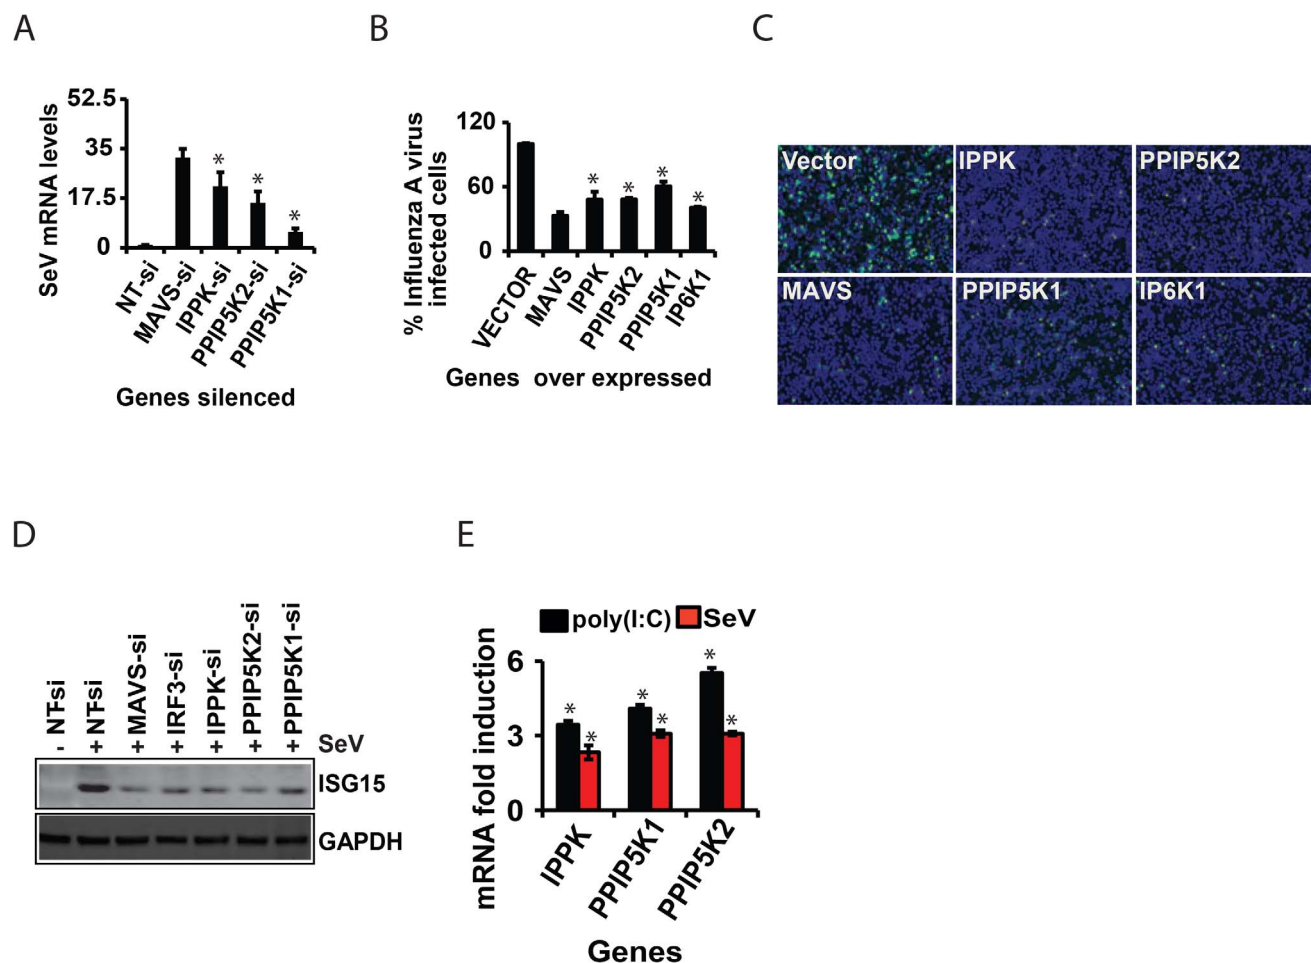 A
SeV mRNA levels
52.5
35
17.5
0
*
*
*
NT-si
MAVS-si
IPPK-si
PPIP5K2-si
PPIP5K1-si
Genes silenced
B
% Influenza A virus
infected cells
120
60
0
*
*
*
*
VECTOR
MAVS
IPPK
PPIP5K2
PPIP5K1
IP6K1
Genes over expressed
C
Vector
IPPK
PPIP5K2
MAVS
PPIP5K1
IP6K1
D
NT-si
NT-si
MAVS-si
IRF3-si
IPPK-si
PPIP5K2-si
PPIP5K1-si
- + + + + + + SeV
ISG15
GAPDH
E
poly(I:C) SeV
mRNA fold induction
6
3
0
*
*
*
*
*
*
IPPK
PPIP5K1
PPIP5K2
Genes